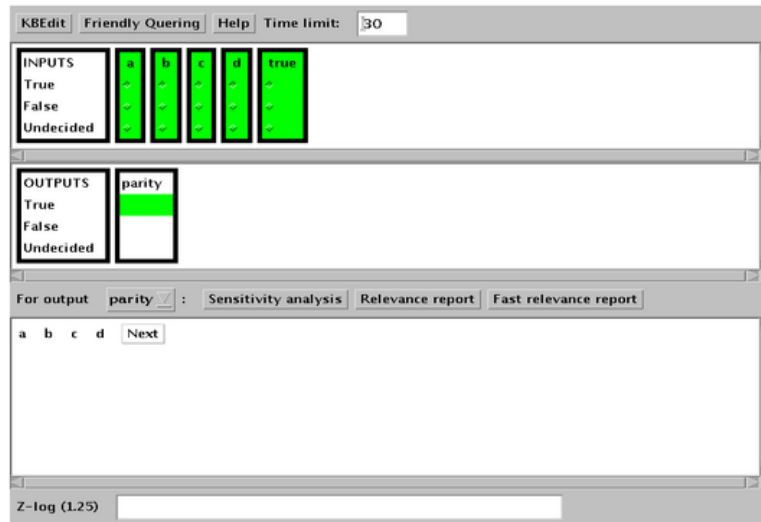 KBEdit Friendly Quering Help Time limit: 30
INPUTS a b c d true
True
False
Undecided
OUTPUTS parity
True
False
Undecided
For output parity : Sensitivity analysis Relevance report Fast relevance report
a b c d Next
Z-log (1.25)